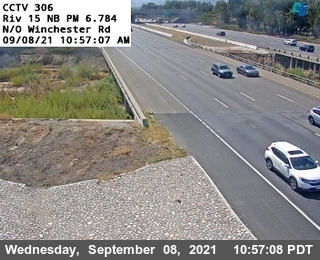 CCTV 306
Riv 15 NB PM 6.784
N/O Winchester Rd
09/08/21 10:57:07 AM
Wednesday, September 08, 2021 10:57:08 PDT